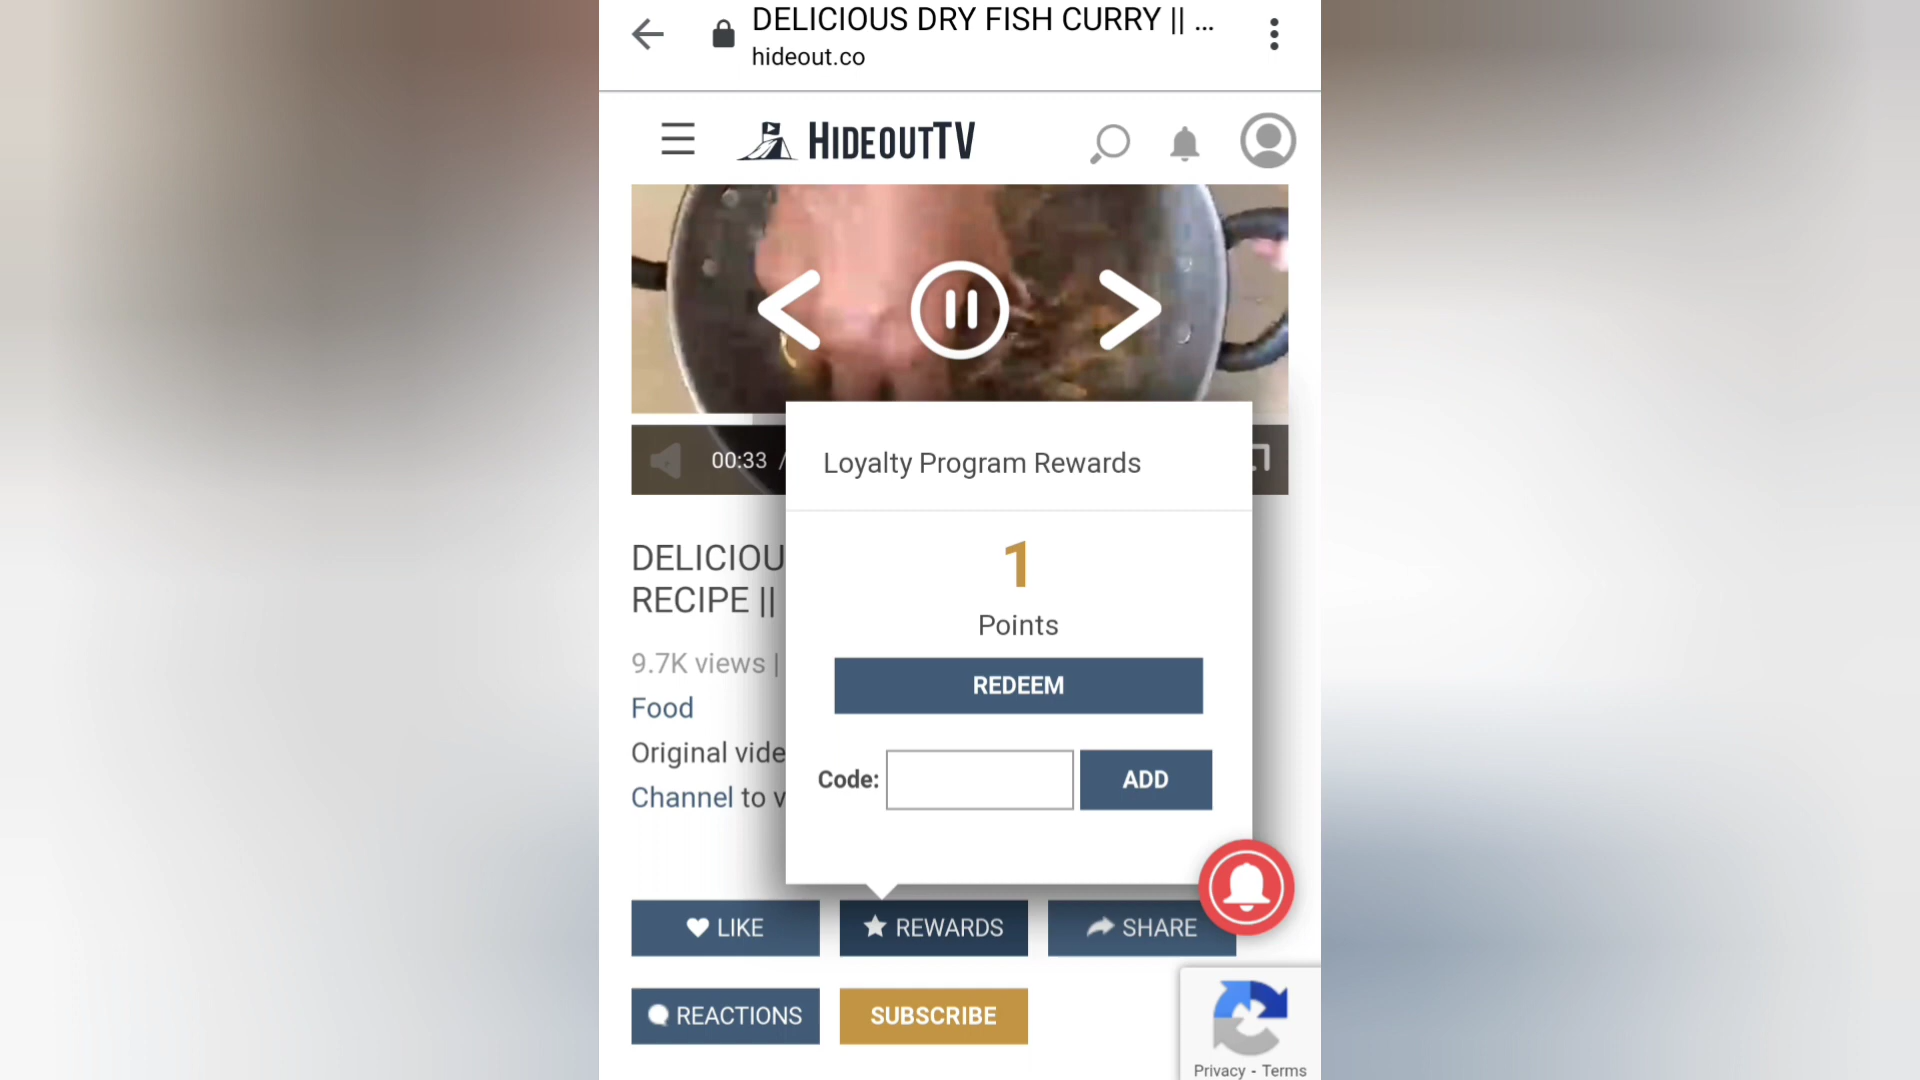 DELICIOUS DRY FISH CURRY || ...
hideout.co
HIDEOUTTV
00:33 /
Loyalty Program Rewards
1
Points
REDEEM
Code:
ADD
DELICIOU
RECIPE ||
9.7K views |
Food
Original vide
Channel to v
LIKE
REWARDS
SHARE
REACTIONS
SUBSCRIBE
Privacy - Terms